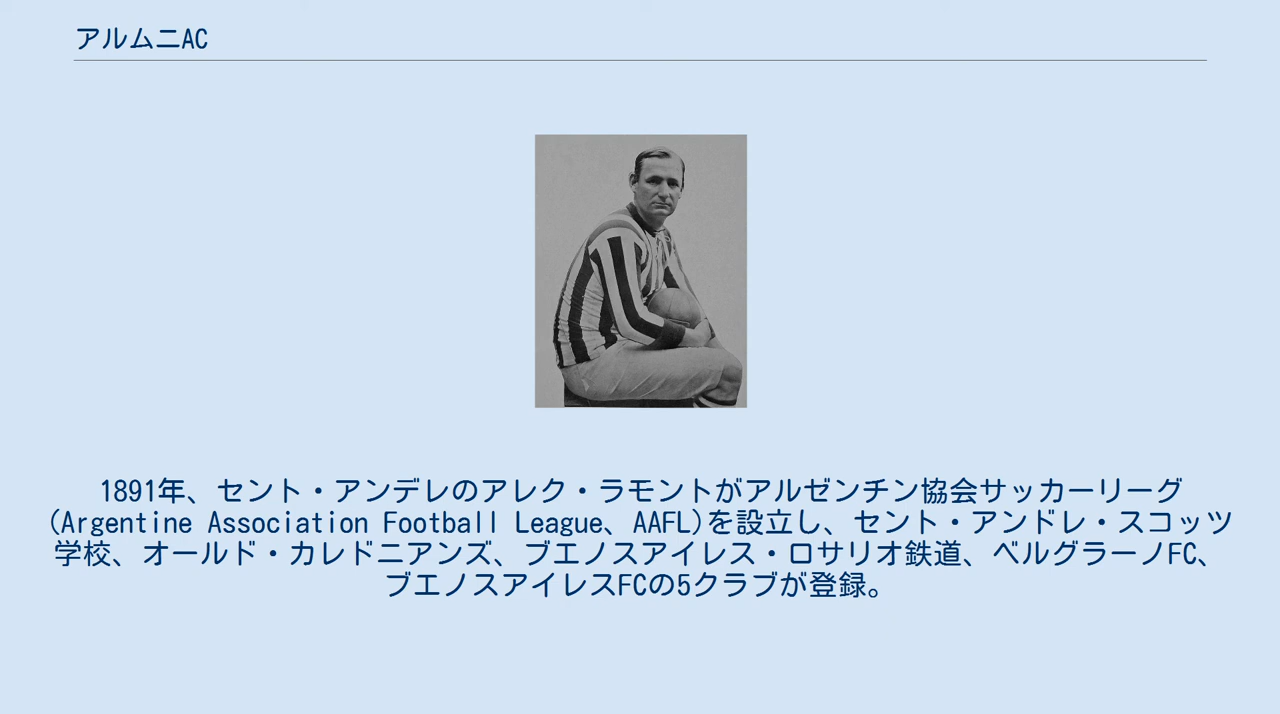 アルムニAC
1891年、セント・アンデレのアレク・ラモントがアルゼンチン協会サッカーリーグ
(Argentine Association Football League、AAFL)を設立し、セント・アンドレ・スコッツ
学校、オールド・カレドニアンズ、ブエノスアイレス・ロサリオ鉄道、ベルグラーノFC、
ブエノスアイレスFCの5クラブが登録。